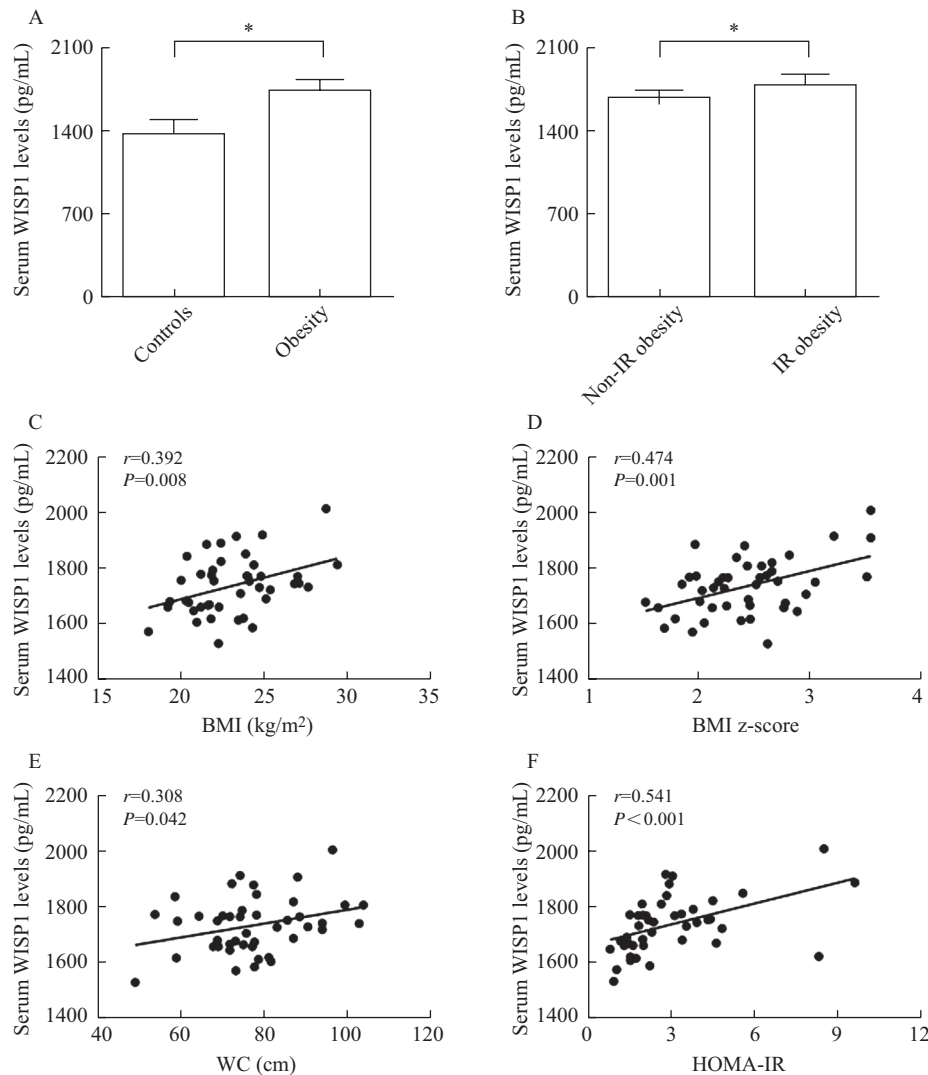 A
*
2100
1400
700
0
Serum WISP1 levels (pg/mL)
Controls
Obesity
B
*
2100
1400
700
0
Serum WISP1 levels (pg/mL)
Non-IR obesity
IR obesity
C
r=0.392
P=0.008
2200
2000
1800
1600
1400
Serum WISP1 levels (pg/mL)
15 20 25 30 35
BMI (kg/m²)
D
r=0.474
P=0.001
2200
2000
1800
1600
1400
Serum WISP1 levels (pg/mL)
1 2 3 4
BMI z-score
E
r=0.308
P=0.042
2200
2000
1800
1600
1400
Serum WISP1 levels (pg/mL)
40 60 80 100 120
WC (cm)
F
r=0.541
P<0.001
2200
2000
1800
1600
1400
Serum WISP1 levels (pg/mL)
0 3 6 9 12
HOMA-IR